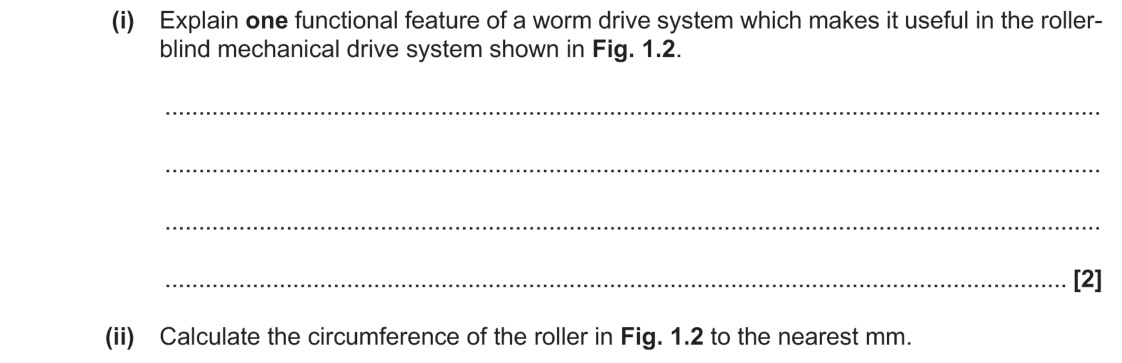 (i) Explain one functional feature of a worm drive system which makes it useful in the roller-
blind mechanical drive system shown in Fig. 1.2.
..........................................................................................................................................
..........................................................................................................................................
..........................................................................................................................................
..................................................................................................................................... [2]
(ii) Calculate the circumference of the roller in Fig. 1.2 to the nearest mm.